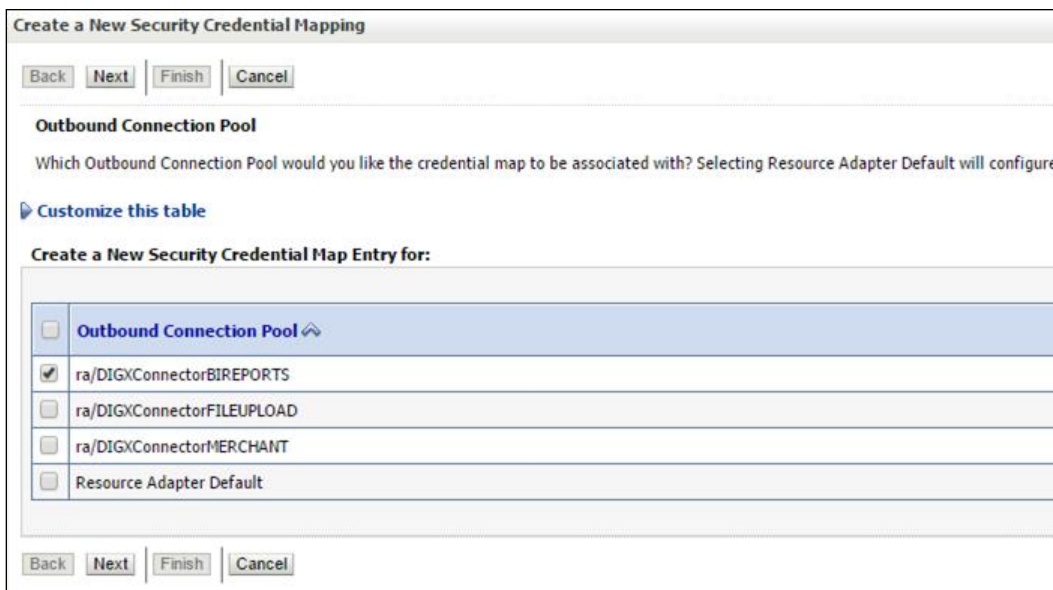 Create a New Security Credential Mapping
Back Next Finish Cancel
Outbound Connection Pool
Which Outbound Connection Pool would you like the credential map to be associated with? Selecting Resource Adapter Default will configure
Customize this table
Create a New Security Credential Map Entry for:
Outbound Connection Pool
ra/DIGXConnectorBIREPORTS
ra/DIGXConnectorFILEUPLOAD
ra/DIGXConnectorMERCHANT
Resource Adapter Default
Back Next Finish Cancel